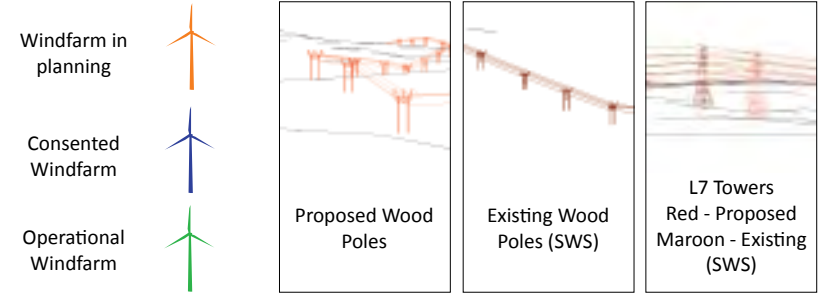 Windfarm in
planning
Consented
Windfarm
Operational
Windfarm
Proposed Wood
Poles
Existing Wood
Poles (SWS)
L7 Towers
Red - Proposed
Maroon - Existing
(SWS)